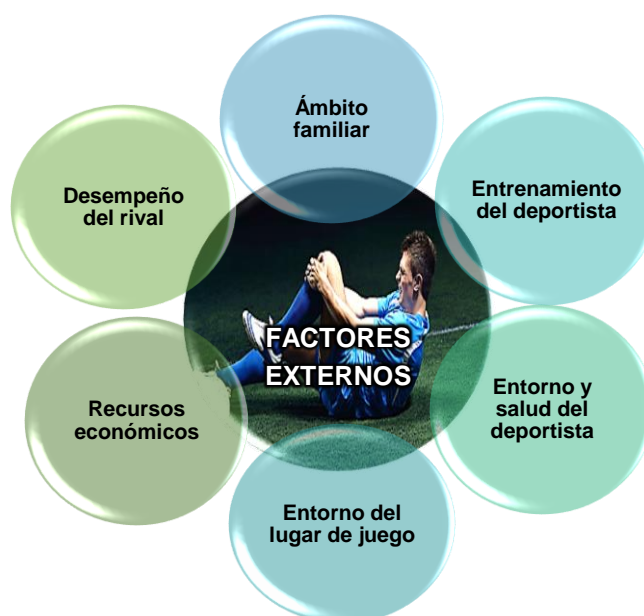 Ámbito
familiar
Entrenamiento
del deportista
Entorno y
salud del
deportista
Entorno del
lugar de juego
Recursos
económicos
Desempeño
del rival
FACTORES
EXTERNOS